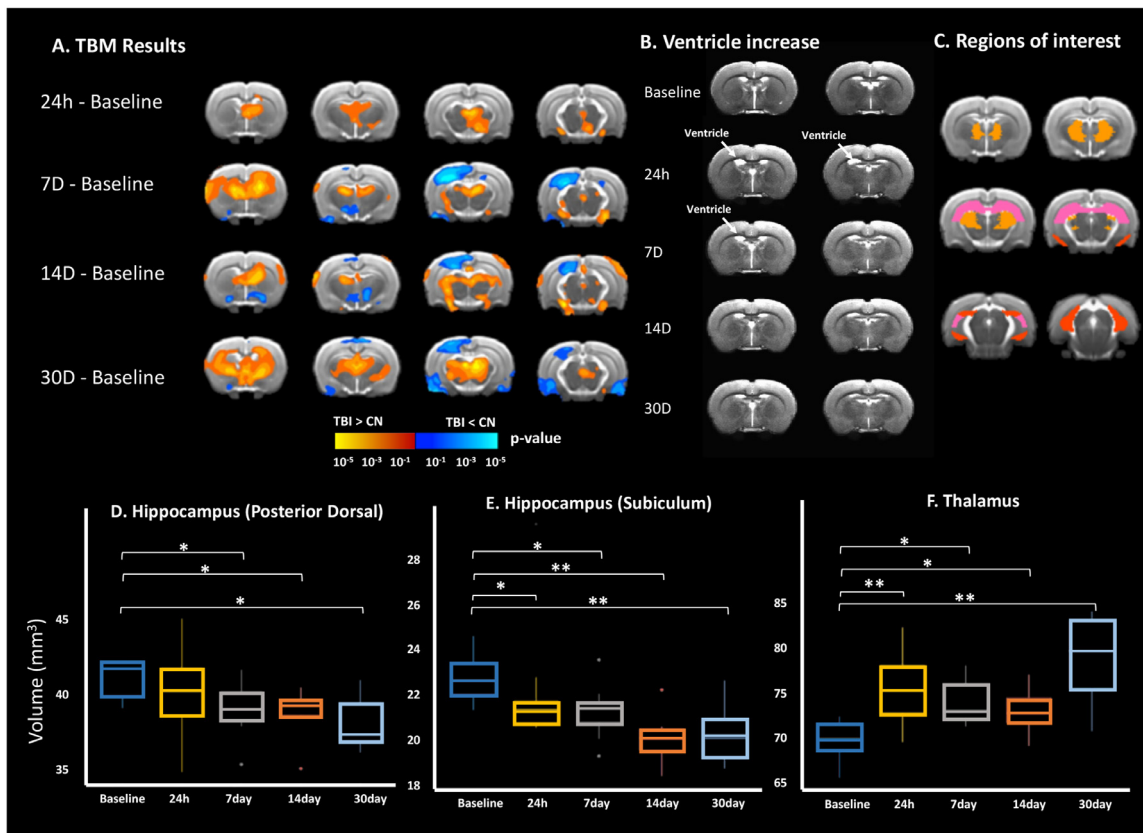 A. TBM Results
24h - Baseline
7D - Baseline
14D - Baseline
30D - Baseline
TBI > CN TBI < CN
p-value
10⁻⁵ 10⁻³ 10⁻¹ 10⁻¹ 10⁻³ 10⁻⁵
B. Ventricle increase
Baseline
Ventricle Ventricle
24h
Ventricle
7D
14D
30D
C. Regions of interest
D. Hippocampus (Posterior Dorsal)
Volume (mm³)
*
*
*
45
40
35
Baseline 24h 7day 14day 30day
E. Hippocampus (Subiculum)
*
**
*
**
28
26
24
22
20
18
Baseline 24h 7day 14day 30day
F. Thalamus
*
*
**
**
85
80
75
70
65
Baseline 24h 7day 14day 30day